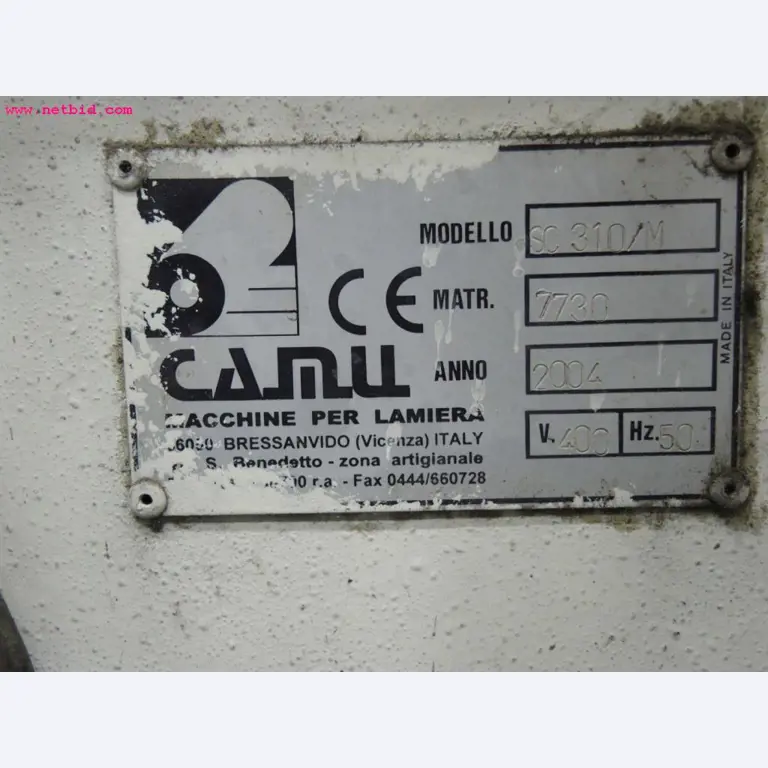 www.netbid.com
MODELLO SC 310/M
CE MATR. 7730
MADE IN ITALY
CAMU ANNO 2004
MACCHINE PER LAMIERA
V. 400 Hz. 50
BRESSANVIDO (Vicenza) ITALY
S. Benedetto - zona artigianale
r.a. - Fax 0444/660728